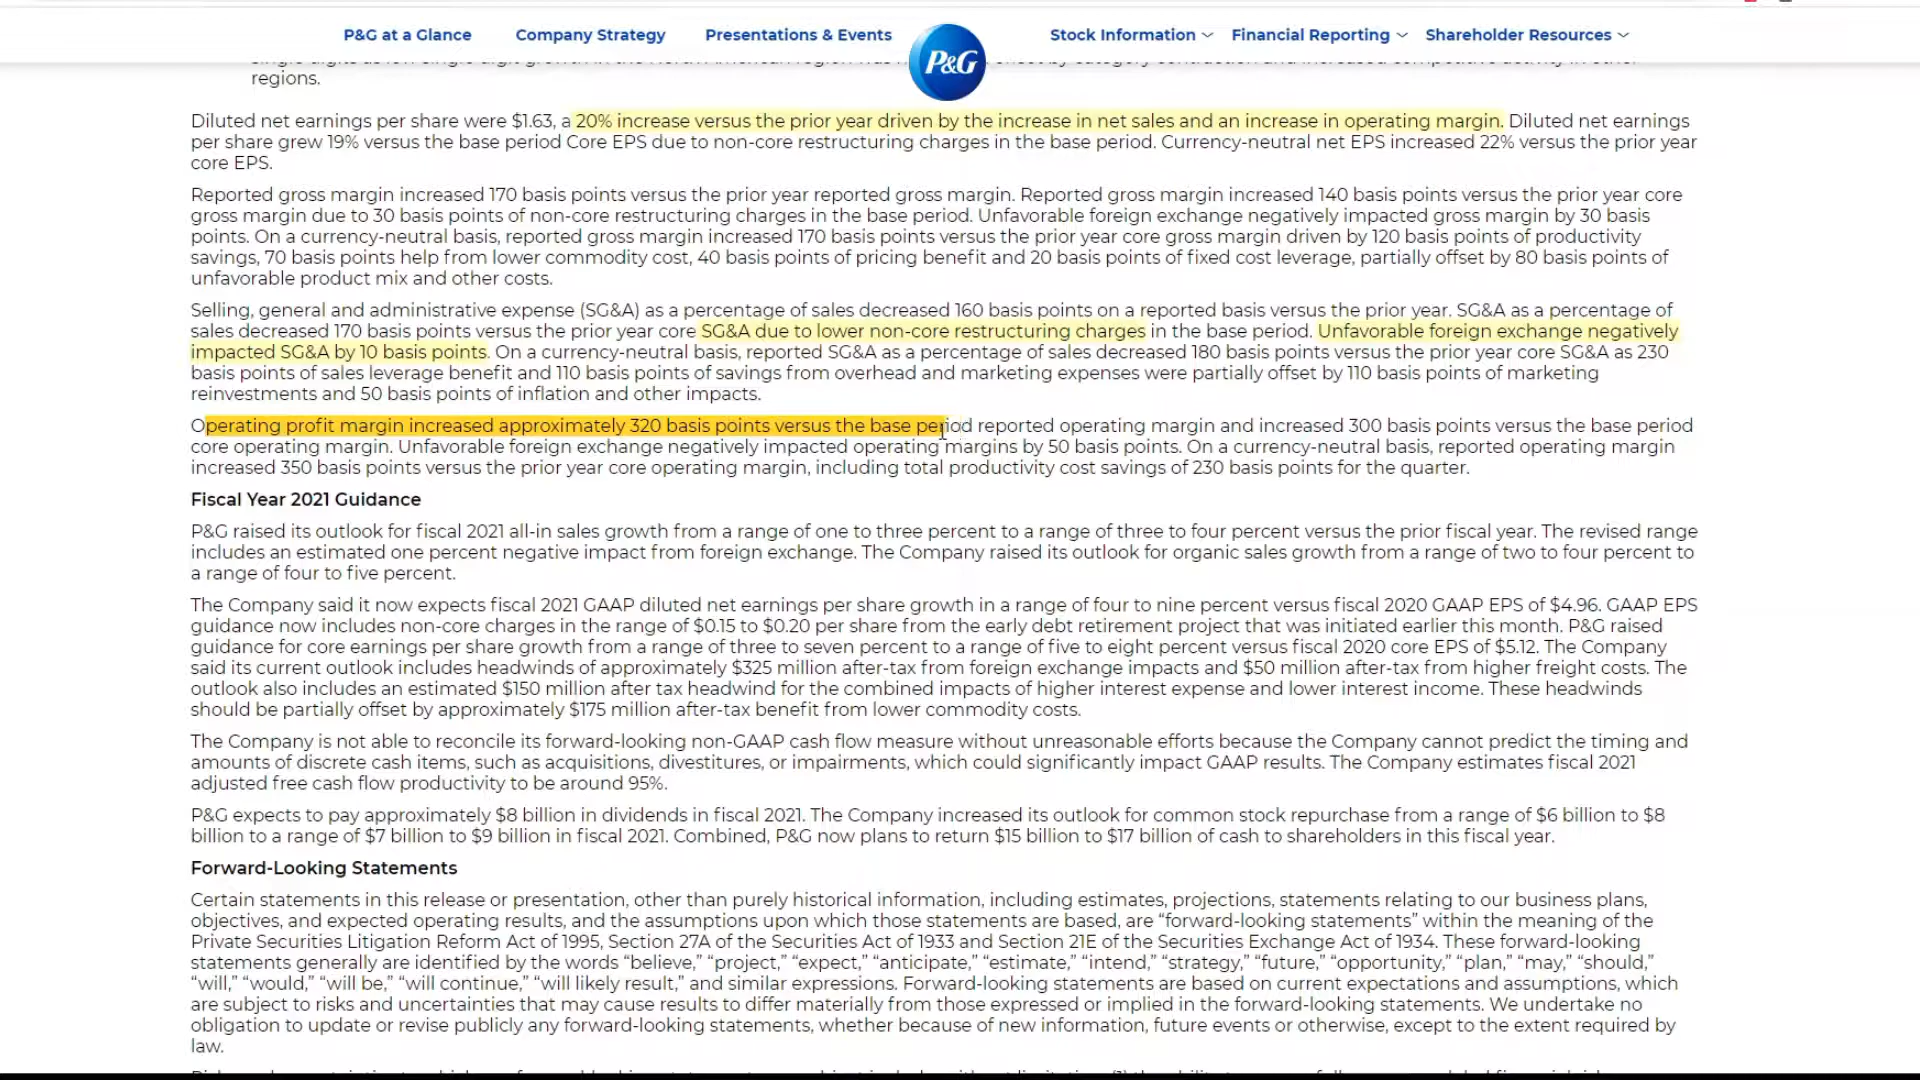 P&G at a Glance
Company Strategy
Presentations & Events
P&G
Stock Information
Financial Reporting
Shareholder Resources
regions.
Diluted net earnings per share were $1.63, a 20% increase versus the prior year driven by the increase in net sales and an increase in operating margin. Diluted net earnings
per share grew 19% versus the base period Core EPS due to non-core restructuring charges in the base period. Currency-neutral net EPS increased 22% versus the prior year
core EPS.
Reported gross margin increased 170 basis points versus the prior year reported gross margin. Reported gross margin increased 140 basis points versus the prior year core
gross margin due to 30 basis points of non-core restructuring charges in the base period. Unfavorable foreign exchange negatively impacted gross margin by 30 basis
points. On a currency-neutral basis, reported gross margin increased 170 basis points versus the prior year core gross margin driven by 120 basis points of productivity
savings, 70 basis points help from lower commodity cost, 40 basis points of pricing benefit and 20 basis points of fixed cost leverage, partially offset by 80 basis points of
unfavorable product mix and other costs.
Selling, general and administrative expense (SG&A) as a percentage of sales decreased 160 basis points on a reported basis versus the prior year. SG&A as a percentage of
sales decreased 170 basis points versus the prior year core SG&A due to lower non-core restructuring charges in the base period. Unfavorable foreign exchange negatively
impacted SG&A by 10 basis points. On a currency-neutral basis, reported SG&A as a percentage of sales decreased 180 basis points versus the prior year core SG&A as 230
basis points of sales leverage benefit and 110 basis points of savings from overhead and marketing expenses were partially offset by 110 basis points of marketing
reinvestments and 50 basis points of inflation and other impacts.
Operating profit margin increased approximately 320 basis points versus the base period reported operating margin and increased 300 basis points versus the base period
core operating margin. Unfavorable foreign exchange negatively impacted operating margins by 50 basis points. On a currency-neutral basis, reported operating margin
increased 350 basis points versus the prior year core operating margin, including total productivity cost savings of 230 basis points for the quarter.
Fiscal Year 2021 Guidance
P&G raised its outlook for fiscal 2021 all-in sales growth from a range of one to three percent to a range of three to four percent versus the prior fiscal year. The revised range
includes an estimated one percent negative impact from foreign exchange. The Company raised its outlook for organic sales growth from a range of two to four percent to
a range of four to five percent.
The Company said it now expects fiscal 2021 GAAP diluted net earnings per share growth in a range of four to nine percent versus fiscal 2020 GAAP EPS of $4.96. GAAP EPS
guidance now includes non-core charges in the range of $0.15 to $0.20 per share from the early debt retirement project that was initiated earlier this month. P&G raised
guidance for core earnings per share growth from a range of three to seven percent to a range of five to eight percent versus fiscal 2020 core EPS of $5.12. The Company
said its current outlook includes headwinds of approximately $325 million after-tax from foreign exchange impacts and $50 million after-tax from higher freight costs. The
outlook also includes an estimated $150 million after tax headwind for the combined impacts of higher interest expense and lower interest income. These headwinds
should be partially offset by approximately $175 million after-tax benefit from lower commodity costs.
The Company is not able to reconcile its forward-looking non-GAAP cash flow measure without unreasonable efforts because the Company cannot predict the timing and
amounts of discrete cash items, such as acquisitions, divestitures, or impairments, which could significantly impact GAAP results. The Company estimates fiscal 2021
adjusted free cash flow productivity to be around 95%.
P&G expects to pay approximately $8 billion in dividends in fiscal 2021. The Company increased its outlook for common stock repurchase from a range of $6 billion to $8
billion to a range of $7 billion to $9 billion in fiscal 2021. Combined, P&G now plans to return $15 billion to $17 billion of cash to shareholders in this fiscal year.
Forward-Looking Statements
Certain statements in this release or presentation, other than purely historical information, including estimates, projections, statements relating to our business plans,
objectives, and expected operating results, and the assumptions upon which those statements are based, are “forward-looking statements” within the meaning of the
Private Securities Litigation Reform Act of 1995, Section 27A of the Securities Act of 1933 and Section 21E of the Securities Exchange Act of 1934. These forward-looking
statements generally are identified by the words “believe,” “project,” “expect,” “anticipate,” “estimate,” “intend,” “strategy,” “future,” “opportunity,” “plan,” “may,” “should,”
“will,” “would,” “will be,” “will continue,” “will likely result,” and similar expressions. Forward-looking statements are based on current expectations and assumptions, which
are subject to risks and uncertainties that may cause results to differ materially from those expressed or implied in the forward-looking statements. We undertake no
obligation to update or revise publicly any forward-looking statements, whether because of new information, future events or otherwise, except to the extent required by
law.